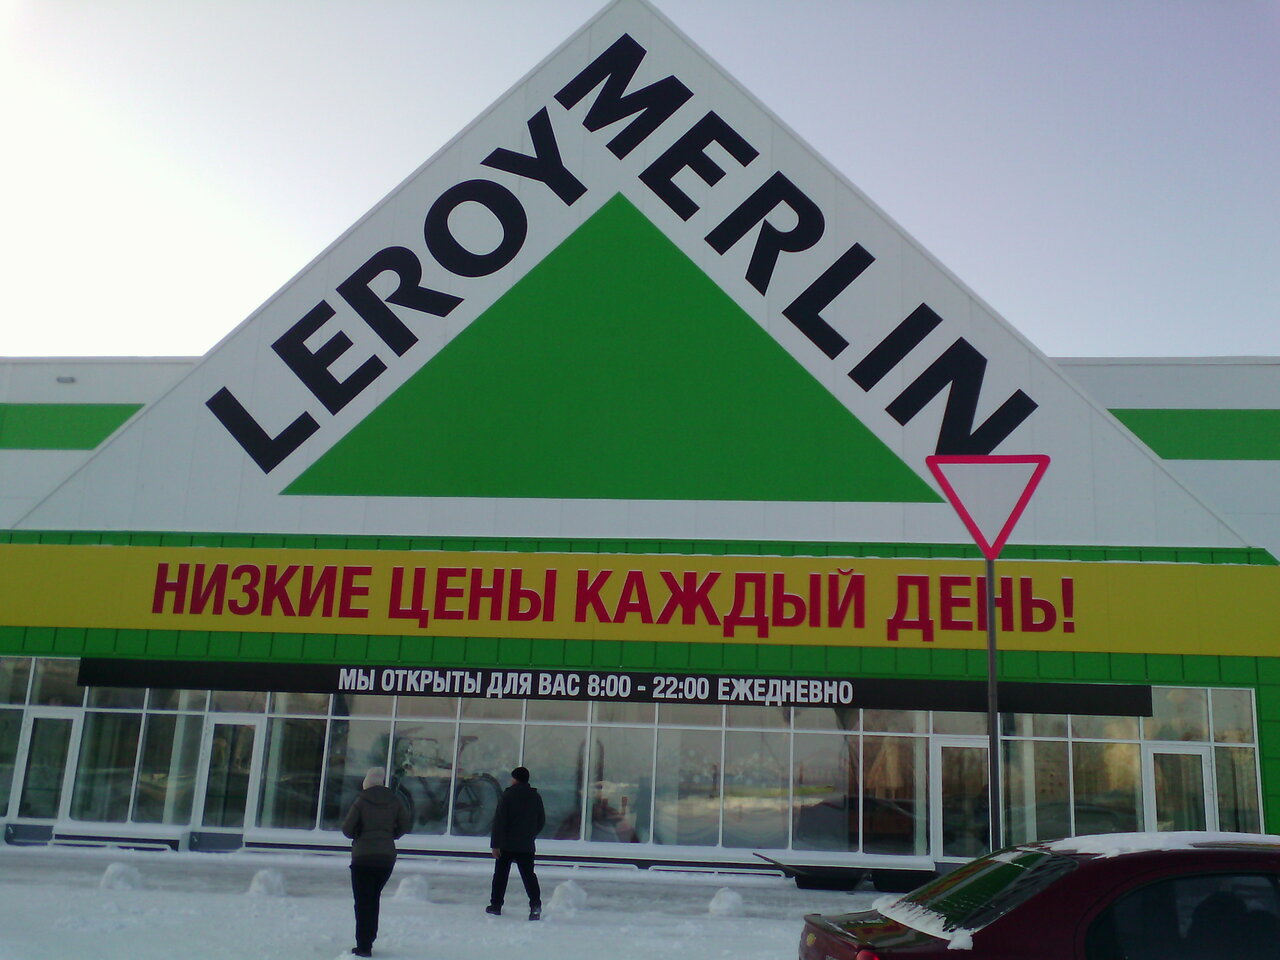 LEROY MERLIN
НИЗКИЕ ЦЕНЫ КАЖДЫЙ ДЕНЬ!
МЫ ОТКРЫТЫ ДЛЯ ВАС 8:00 - 22:00 ЕЖЕДНЕВНО